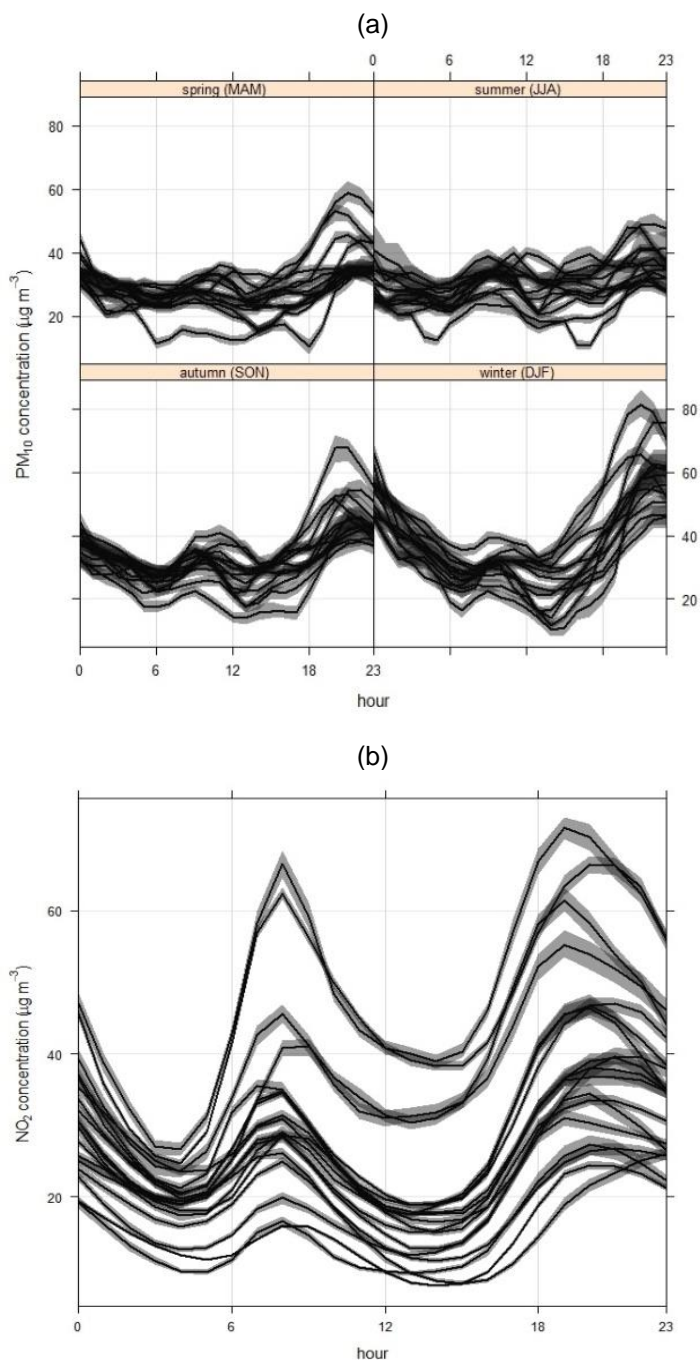 (a)
0 6 12 18 23
spring (MAM) summer (JJA)
80
60
40
20
autumn (SON) winter (DJF)
80
60
40
20
PM₁₀ concentration (µg m⁻³)
0 6 12 18 23
hour
(b)
60
40
20
NO₂ concentration (µg m⁻³)
0 6 12 18 23
hour